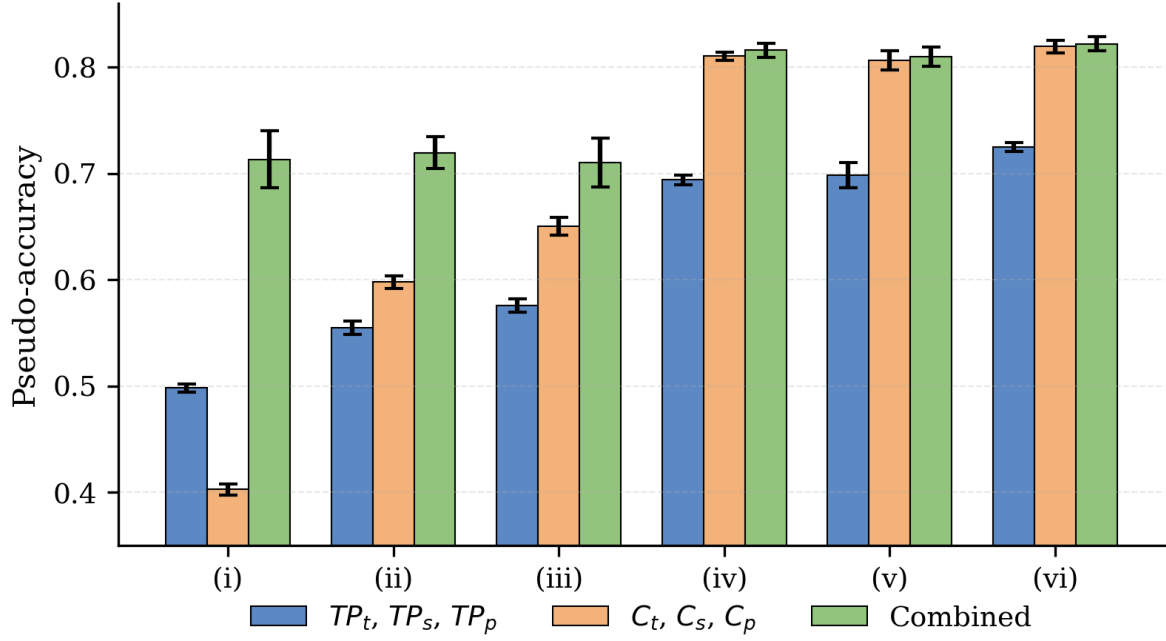 Pseudo-accuracy
0.8
0.7
0.6
0.5
0.4
(i) (ii) (iii) (iv) (v) (vi)
TPₜ, TPₛ, TPₚ Cₜ, Cₛ, Cₚ Combined